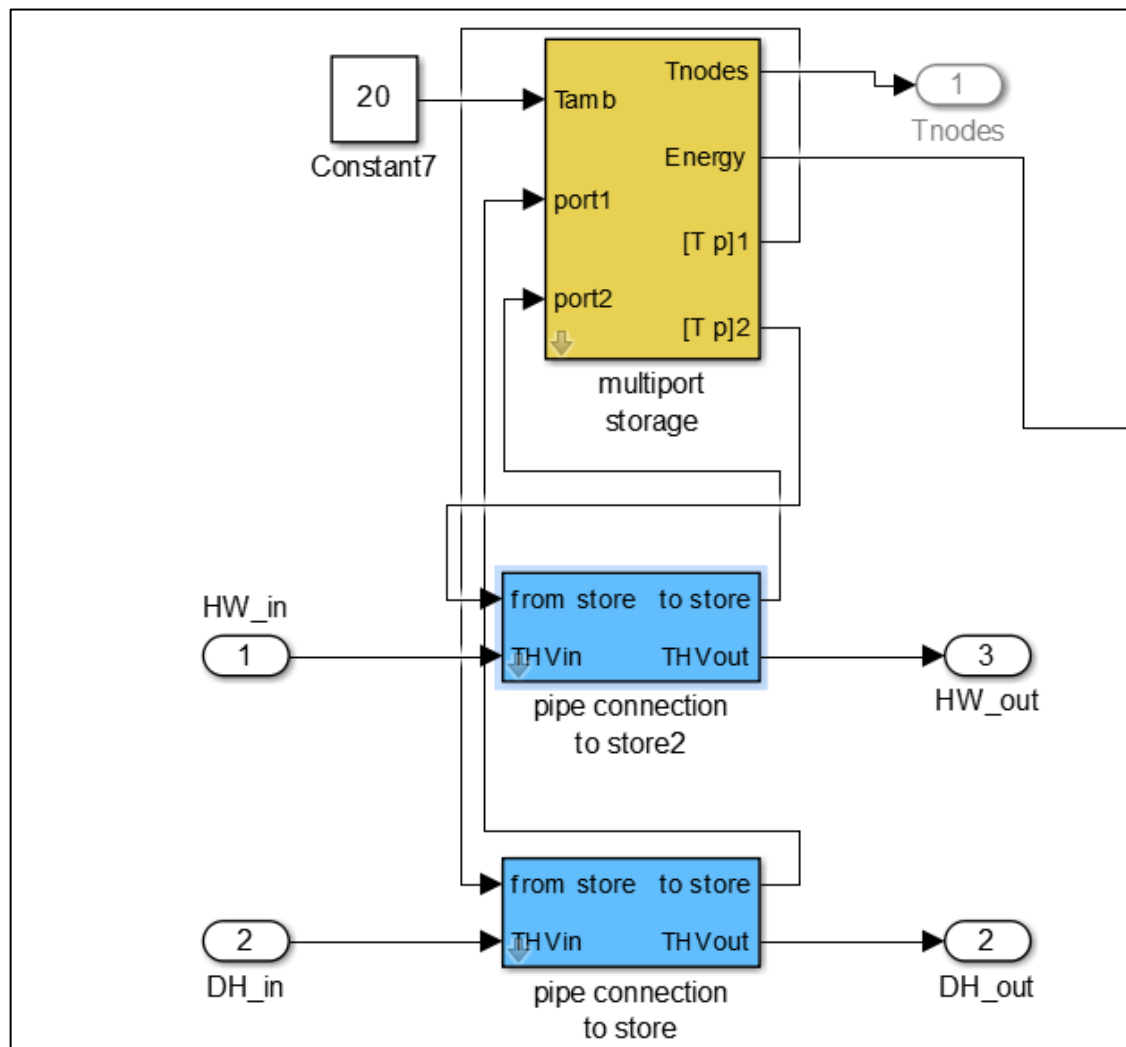 20
Constant7
Tamb
port1
port2
Tnodes
Energy
[T p]1
[T p]2
multiport
storage
1
Tnodes
HW_in
1
from store to store
THVin THVout
pipe connection
to store2
3
HW_out
2
DH_in
from store to store
THVin THVout
pipe connection
to store
2
DH_out